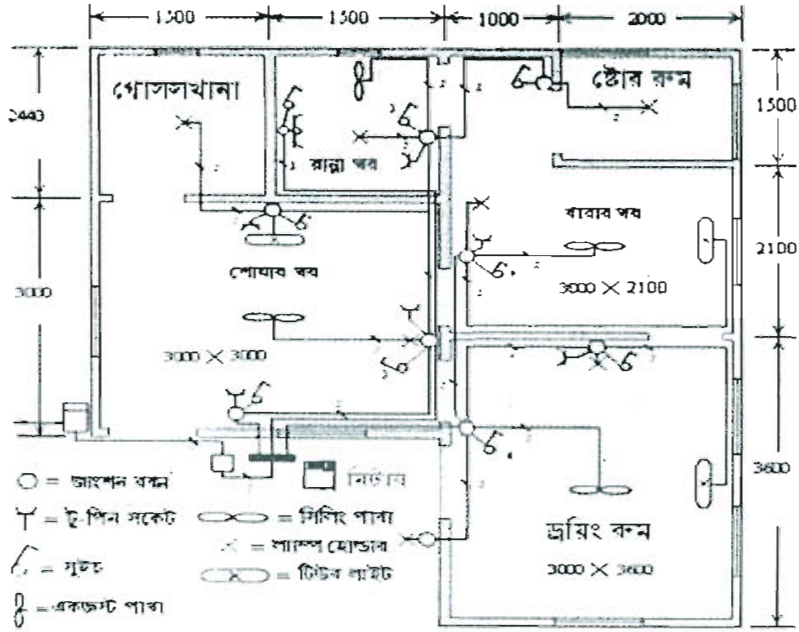 1500 1500 1000 2000
গোসলখানা
ষ্টোর রুম
2440
1500
রান্না ঘর
খাবার ঘর
শোয়ার ঘর
2100
3000 × 2100
3000
3000 × 3000
3600
= জাংশন বক্স
মিটার
= টু-পিন সকেট
= সিলিং পাখা
= সুইচ
= ল্যাম্প হোল্ডার
= টিউব লাইট
= একজস্ট পাখা
ড্রয়িং রুম
3000 × 3600